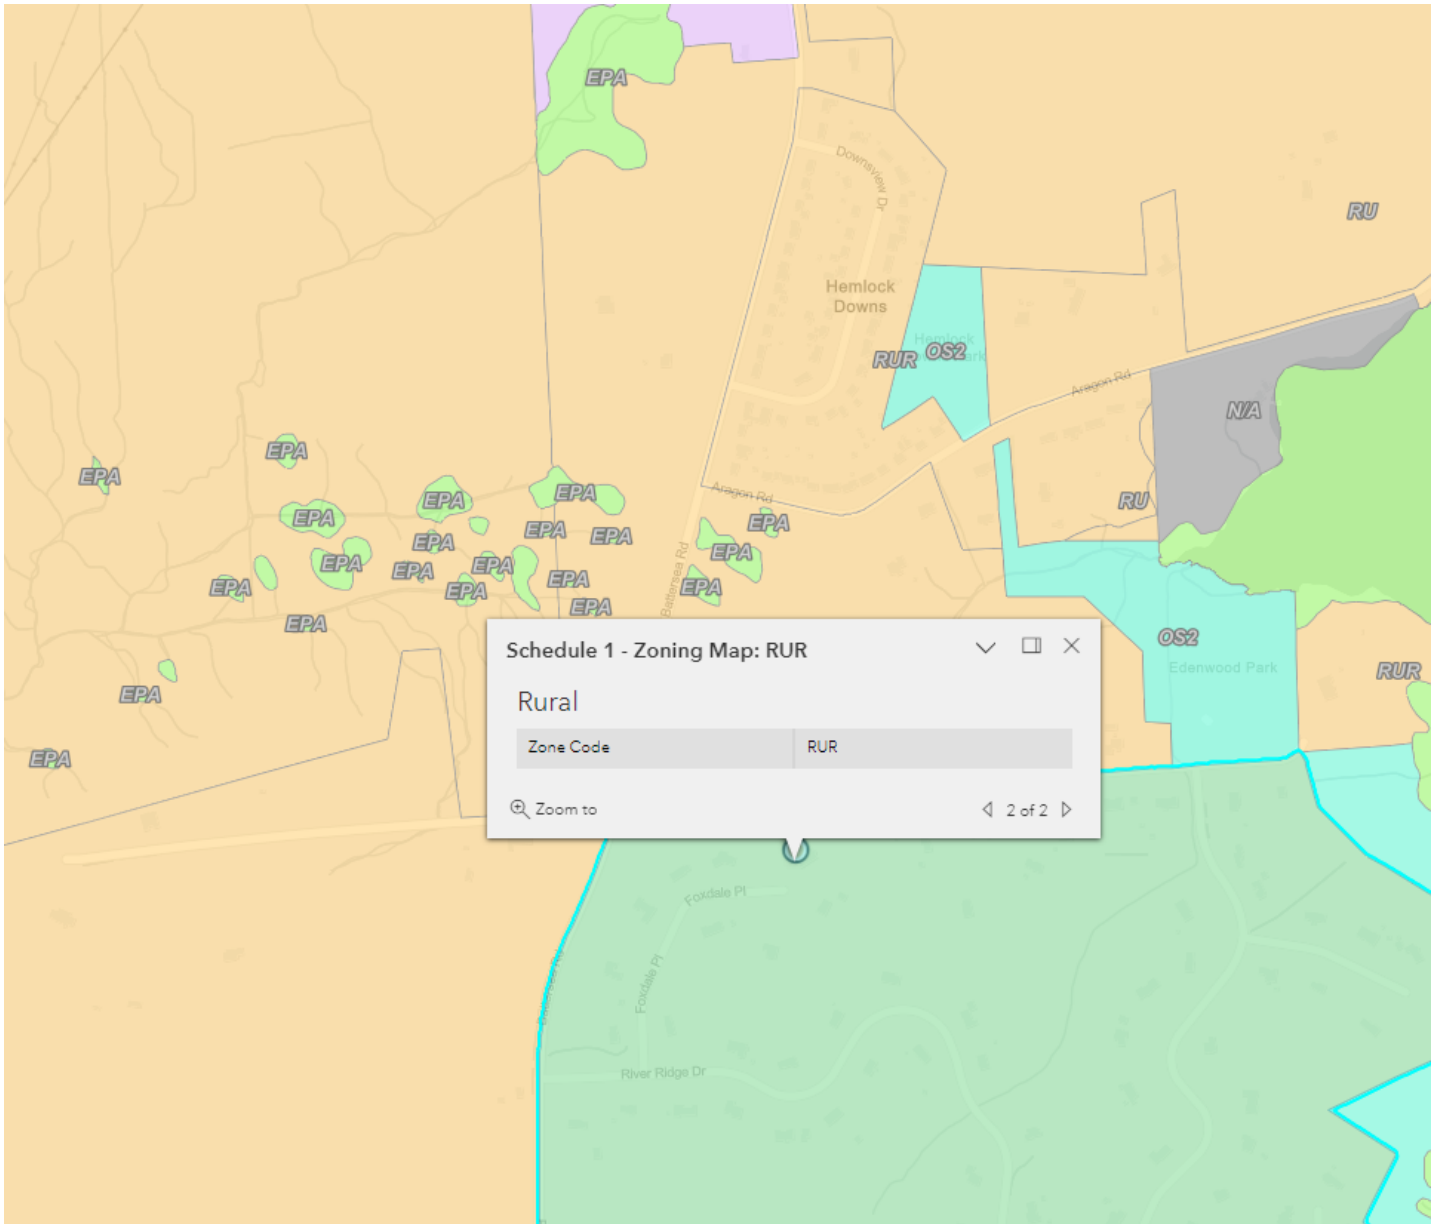 EPA
Downsview Dr
RU
Hemlock
Downs
Hemlock
RUR
OS2
Aragon Rd
N/A
EPA
EPA
EPA
EPA
EPA
Aragon Rd
RU
EPA
EPA
EPA
EPA
EPA
EPA
EPA
EPA
EPA
EPA
EPA
EPA
EPA
EPA
Battersea Rd
EPA
OS2
Edenwood Park
RUR
EPA
EPA
Schedule 1 - Zoning Map: RUR
Rural
Zone Code
RUR
Zoom to
2 of 2
Foxdale Pl
Foxdale Pl
Battersea Rd
River Ridge Dr